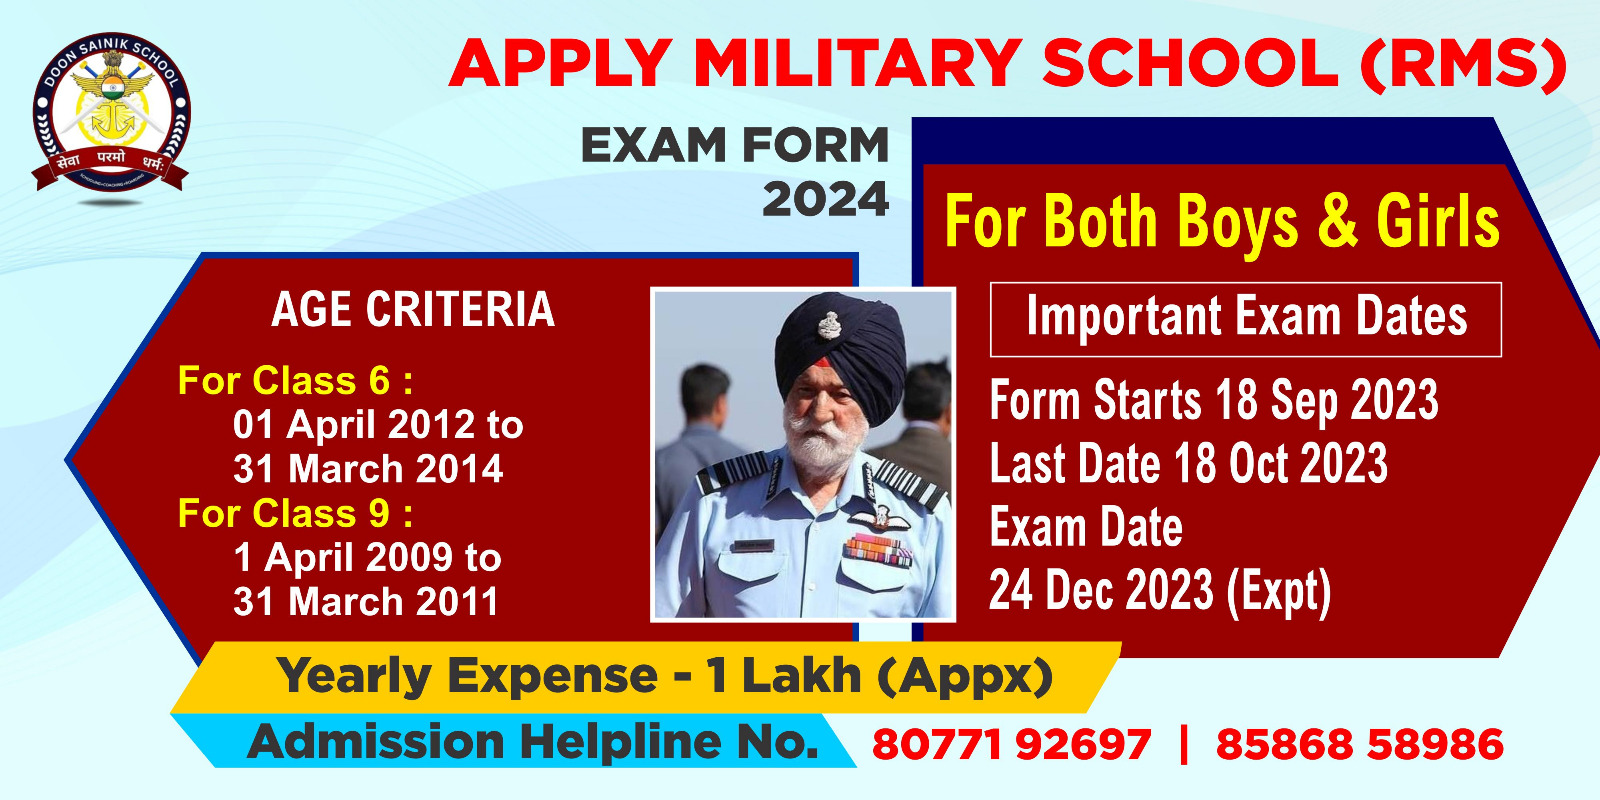 DOON SAINIK SCHOOL
सेवा परमो धर्मः
SCHOOLING•COACHING•BOARDING
APPLY MILITARY SCHOOL (RMS)
EXAM FORM
2024
For Both Boys & Girls
AGE CRITERIA
For Class 6 :
01 April 2012 to
31 March 2014
For Class 9 :
1 April 2009 to
31 March 2011
Important Exam Dates
Form Starts 18 Sep 2023
Last Date 18 Oct 2023
Exam Date
24 Dec 2023 (Expt)
Yearly Expense - 1 Lakh (Appx)
Admission Helpline No. 80771 92697 | 85868 58986